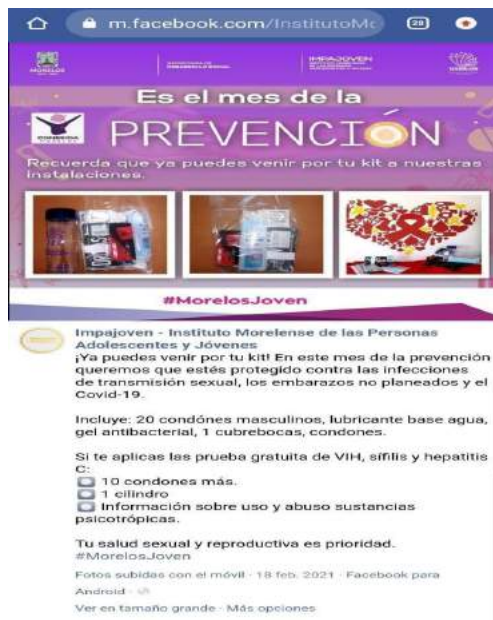 m.facebook.com/InstitutoMo
28
MORELOS
DESARROLLO SOCIAL
IMPAJOVEN
Es el mes de la
PREVENCIÓN
Recuerda que ya puedes venir por tu kit a nuestras
instalaciones.
#MorelosJoven
Impajoven - Instituto Morelense de las Personas
Adolescentes y Jóvenes
¡Ya puedes venir por tu kit! En este mes de la prevención
queremos que estés protegido contra las infecciones
de transmisión sexual, los embarazos no planeados y el
Covid-19.
Incluye: 20 condónes masculinos, lubricante base agua,
gel antibacterial, 1 cubrebocas, condones.
Si te aplicas las prueba gratuita de VIH, sífilis y hepatitis
C:
10 condones más.
1 cilindro
Información sobre uso y abuso sustancias
psicotrópicas.
Tu salud sexual y reproductiva es prioridad.
#MorelosJoven
Fotos subidas con el móvil · 18 feb. 2021 · Facebook para
Android ·
Ver en tamaño grande · Más opciones